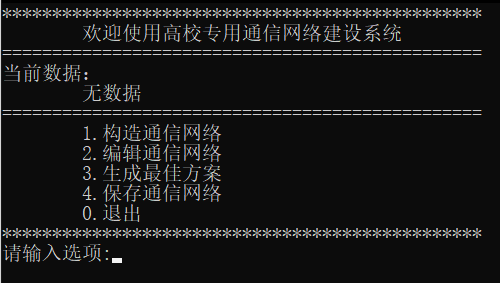 ************************************************
欢迎使用高校专用通信网络建设系统
================================================
当前数据:
无数据
================================================
1.构造通信网络
2.编辑通信网络
3.生成最佳方案
4.保存通信网络
0.退出
************************************************
请输入选项: